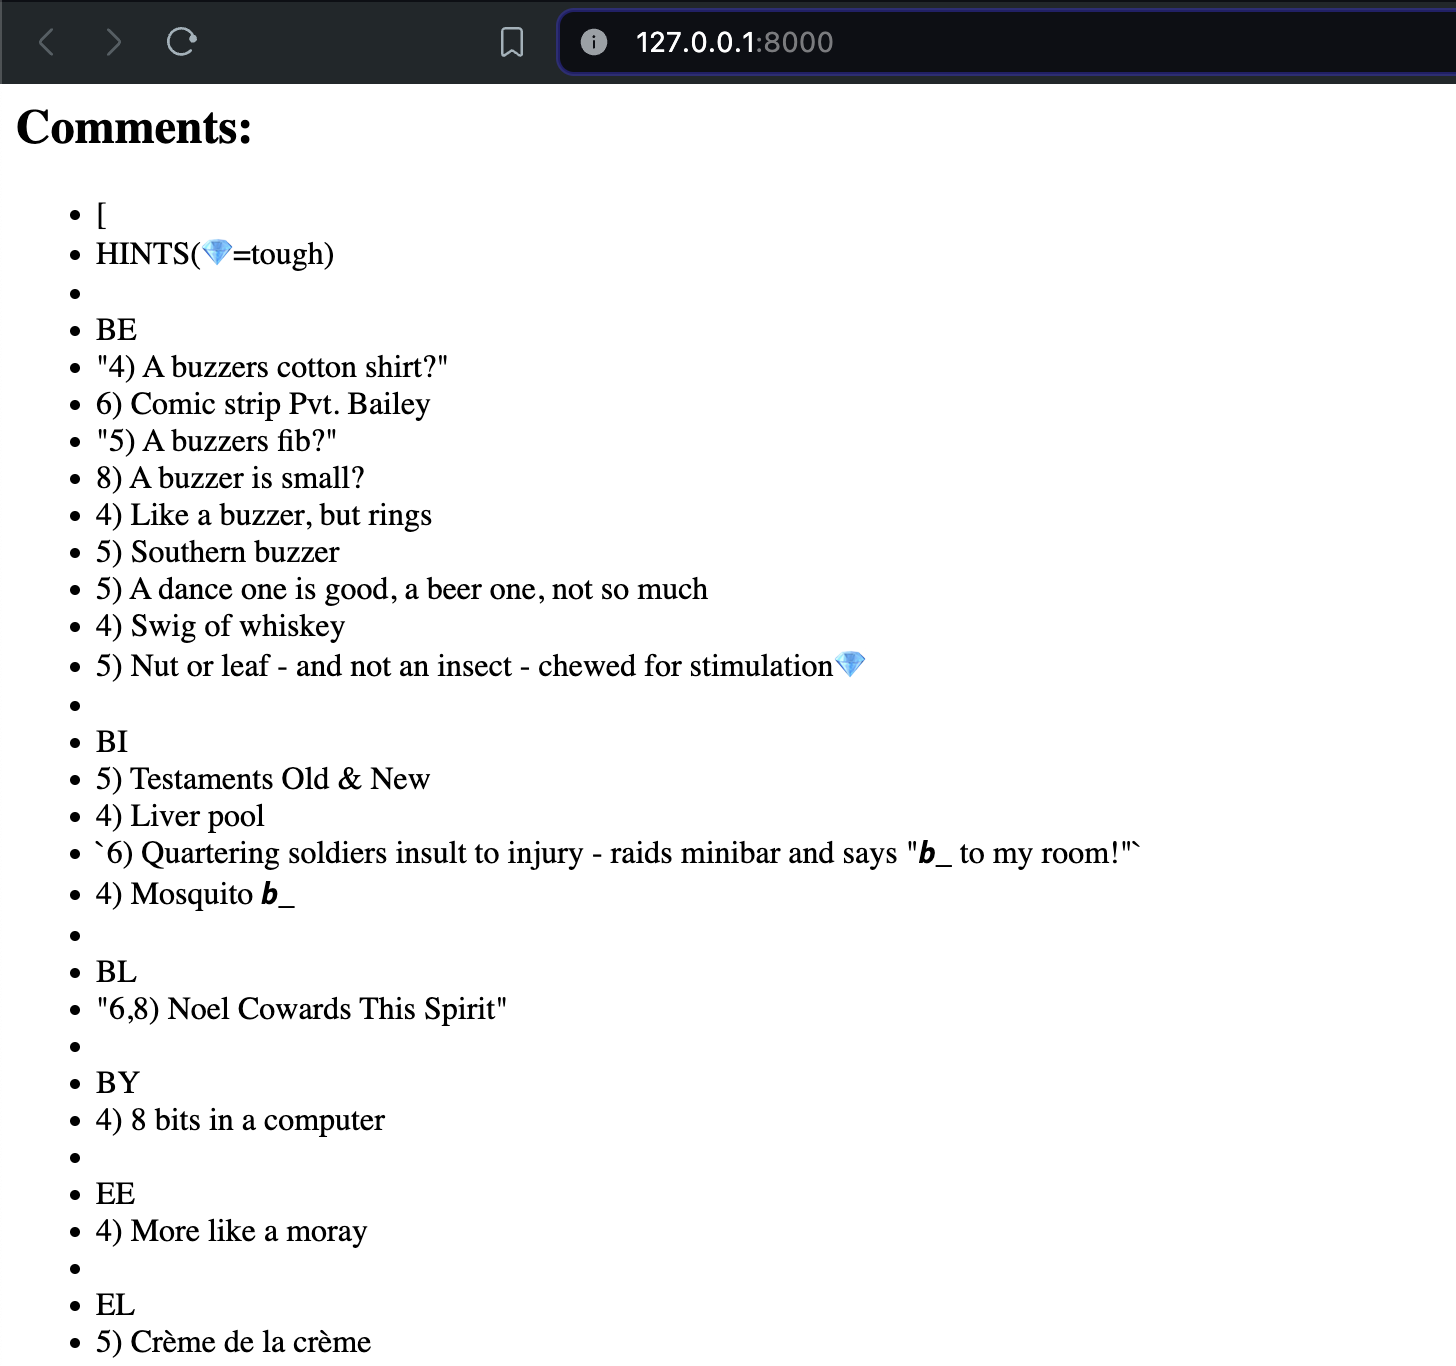 127.0.0.1:8000
Comments:
[
HINTS(💎=tough)
BE
"4) A buzzers cotton shirt?"
6) Comic strip Pvt. Bailey
"5) A buzzers fib?"
8) A buzzer is small?
4) Like a buzzer, but rings
5) Southern buzzer
5) A dance one is good, a beer one, not so much
4) Swig of whiskey
5) Nut or leaf - and not an insect - chewed for stimulation💎
BI
5) Testaments Old & New
4) Liver pool
`6) Quartering soldiers insult to injury - raids minibar and says "𝙗_ to my room!"`
4) Mosquito 𝙗_
BL
"6,8) Noel Cowards This Spirit"
BY
4) 8 bits in a computer
EE
4) More like a moray
EL
5) Crème de la crème